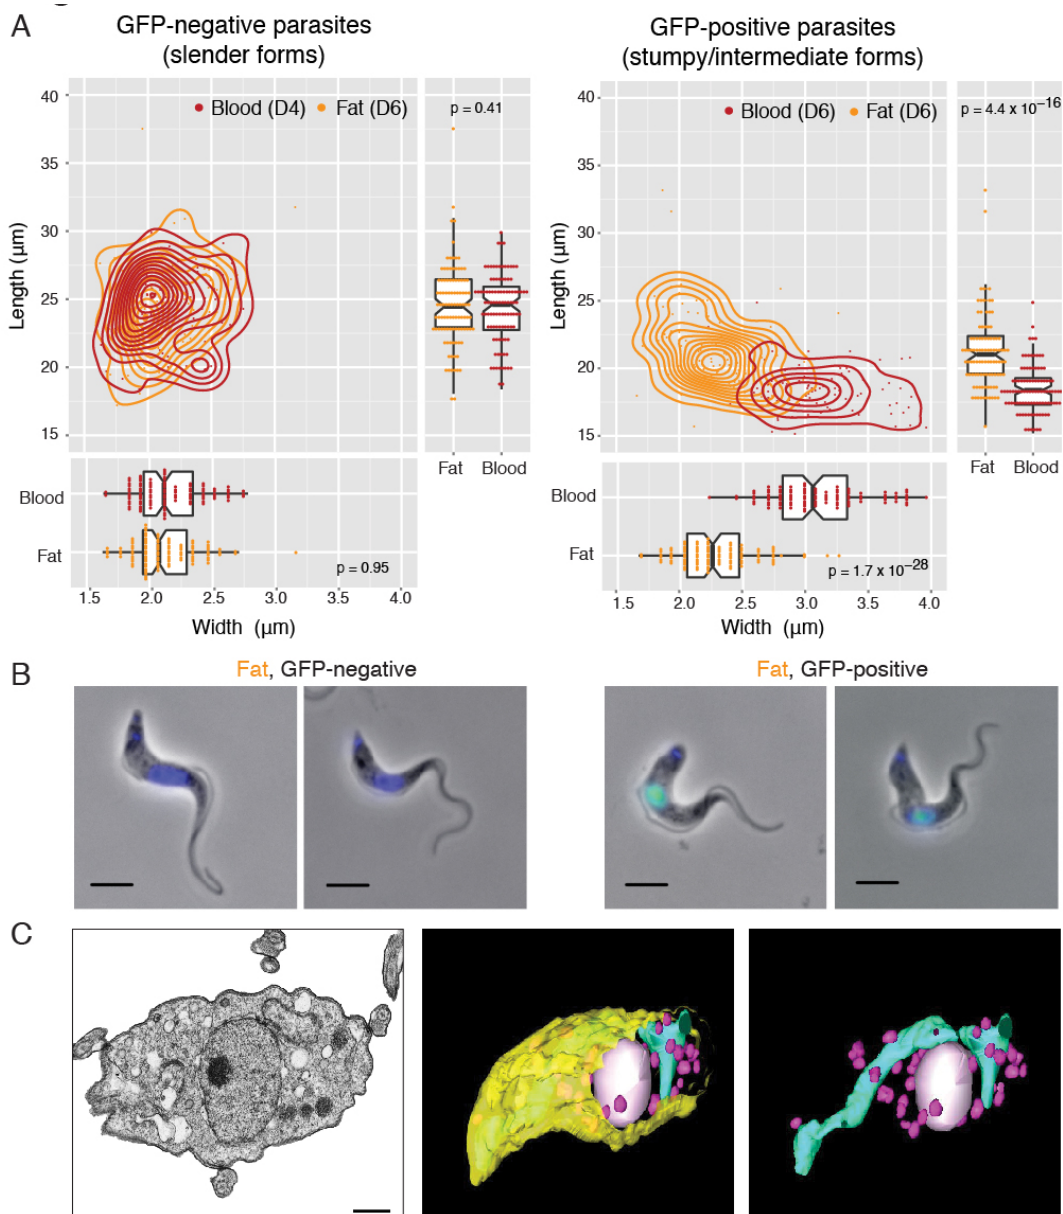 A
GFP-negative parasites
(slender forms)
Blood (D4) Fat (D6)
p = 0.41
40
35
30
25
20
15
Length (μm)
Fat Blood
Blood
Fat
p = 0.95
1.5 2.0 2.5 3.0 3.5 4.0
Width (μm)
GFP-positive parasites
(stumpy/intermediate forms)
Blood (D6) Fat (D6)
p = 4.4 x 10⁻¹⁶
40
35
30
25
20
15
Length (μm)
Fat Blood
Blood
Fat
p = 1.7 x 10⁻²⁸
1.5 2.0 2.5 3.0 3.5 4.0
Width (μm)
B
Fat, GFP-negative
Fat, GFP-positive
C